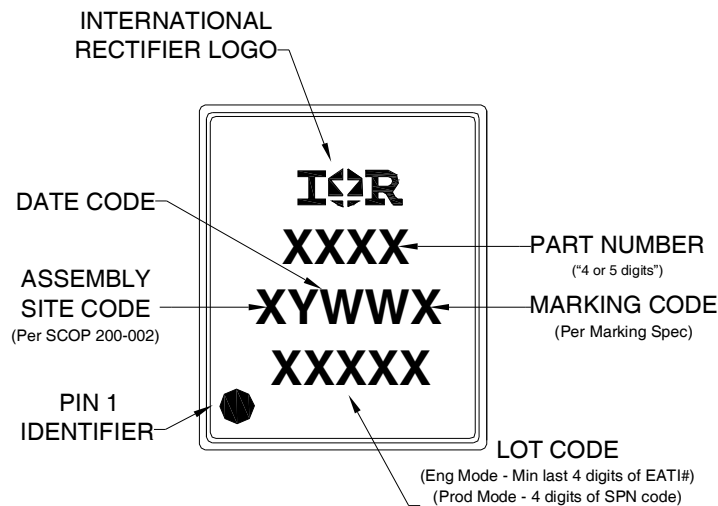 INTERNATIONAL
RECTIFIER LOGO
IOR
DATE CODE
XXXX
PART NUMBER
(“4 or 5 digits”)
ASSEMBLY
SITE CODE
(Per SCOP 200-002)
XYWWX
MARKING CODE
(Per Marking Spec)
XXXXX
PIN 1
IDENTIFIER
LOT CODE
(Eng Mode - Min last 4 digits of EATI#)
(Prod Mode - 4 digits of SPN code)